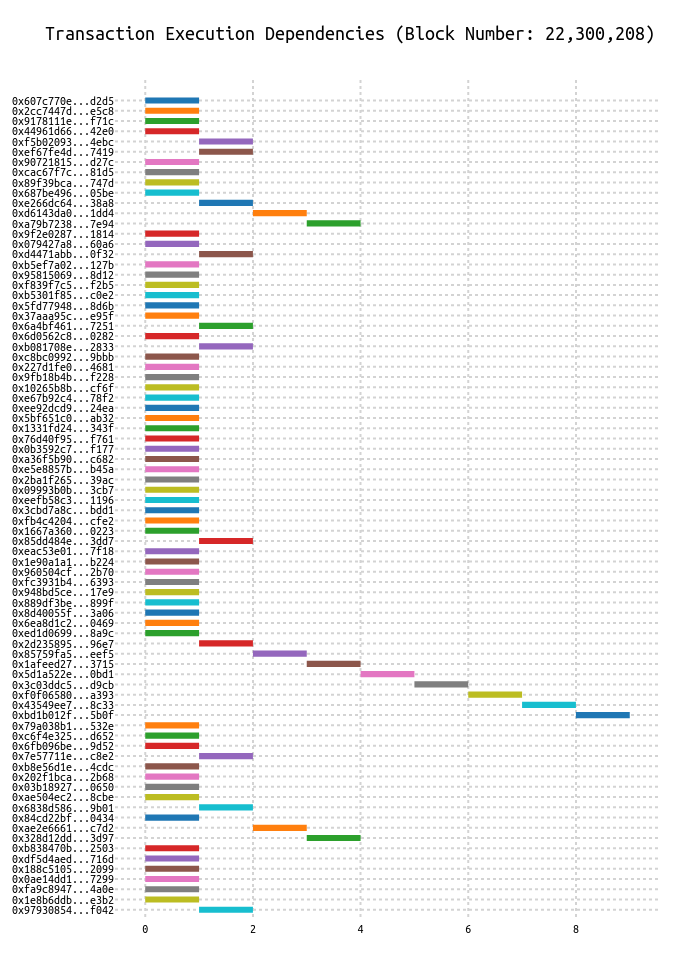 Transaction Execution Dependencies (Block Number: 22,300,208)
0x607c770e...d2d5
0x2cc7447d...e5c8
0x9178111e...f71c
0x44961d66...42e0
0xf5b02093...4ebc
0xef67fe4d...7419
0x90721815...d27c
0xcac67f7c...81d5
0x89f39bca...747d
0x687be496...05be
0xe266dc64...38a8
0xd6143da0...1dd4
0xa79b7238...7e94
0x9f2e0287...1814
0x079427a8...60a6
0xd4471abb...0f32
0xb5ef7a02...127b
0x95815069...8d12
0xf839f7c5...f2b5
0xb5301f85...c0e2
0x5fd77948...8d6b
0x37aaa95c...e95f
0x6a4bf461...7251
0x6d0562c8...0282
0xb081708e...2833
0xc8bc0992...9bbb
0x227d1fe0...4681
0x9fb18b4b...f228
0x10265b8b...cf6f
0xe67b92c4...78f2
0xee92dcd9...24ea
0x5bf651c0...ab32
0x1331fd24...343f
0x76d40f95...f761
0x0b3592c7...f177
0xa36f5b90...c682
0xe5e8857b...b45a
0x2ba1f265...39ac
0x09993b0b...3cb7
0xeefb58c3...1196
0x3cbd7a8c...bdd1
0xfb4c4204...cfe2
0x1667a360...0223
0x85dd484e...3dd7
0xeac53e01...7f18
0x1e90a1a1...b224
0x960504cf...2b70
0xfc3931b4...6393
0x948bd5ce...17e9
0x889df3be...899f
0x8d40055f...3a06
0x6ea8d1c2...0469
0xed1d0699...8a9c
0x2d235895...96e7
0x85759fa5...eef5
0x1afeed27...3715
0x5d1a522e...0bd1
0x3c03ddc5...d9cb
0xf0f06580...a393
0x43549ee7...8c33
0xbd1b012f...5b0f
0x79a038b1...532e
0xc6f4e325...d652
0x6fb096be...9d52
0x7e57711e...c8e2
0xb8e56d1e...4cdc
0x202f1bca...2b68
0x03b18927...0650
0xae504ec2...8cbe
0x6838d586...9b01
0x84cd22bf...0434
0xae2e6661...c7d2
0x328d12dd...3d97
0xb838470b...2503
0xdf5d4aed...716d
0x188c5105...2099
0x0ae14dd1...7299
0xfa9c8947...4a0e
0x1e8b6ddb...e3b2
0x97930854...f042
0 2 4 6 8